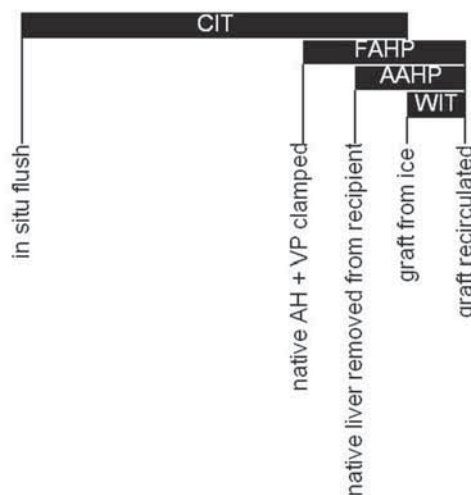 CIT
FAHP
AAHP
WIT
in situ flush
native AH + VP clamped
native liver removed from recipient
graft from ice
graft recirculated